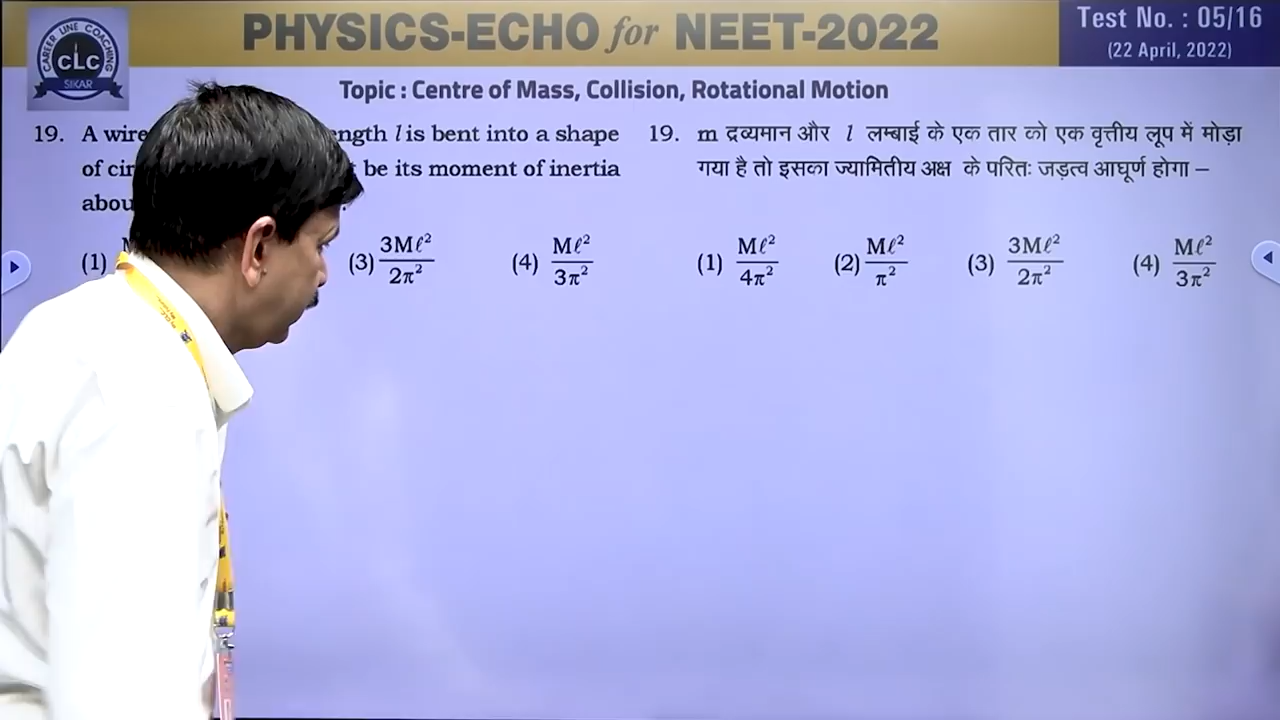 PHYSICS-ECHO for NEET-2022
Test No. : 05/16
(22 April, 2022)
CAREER LINE COACHING
CLC
SIKAR
Topic : Centre of Mass, Collision, Rotational Motion
19. A wire l is bent into a shape
of be its moment of inertia
(1) (3) 3Mℓ²/2π² (4) Mℓ²/3π²
19. m द्रव्यमान और l लम्बाई के एक तार को एक वृत्तीय लूप में मोड़ा
गया है तो इसका ज्यामितीय अक्ष के परितः जड़त्व आघूर्ण होगा –
(1) Mℓ²/4π² (2) Mℓ²/π² (3) 3Mℓ²/2π² (4) Mℓ²/3π²